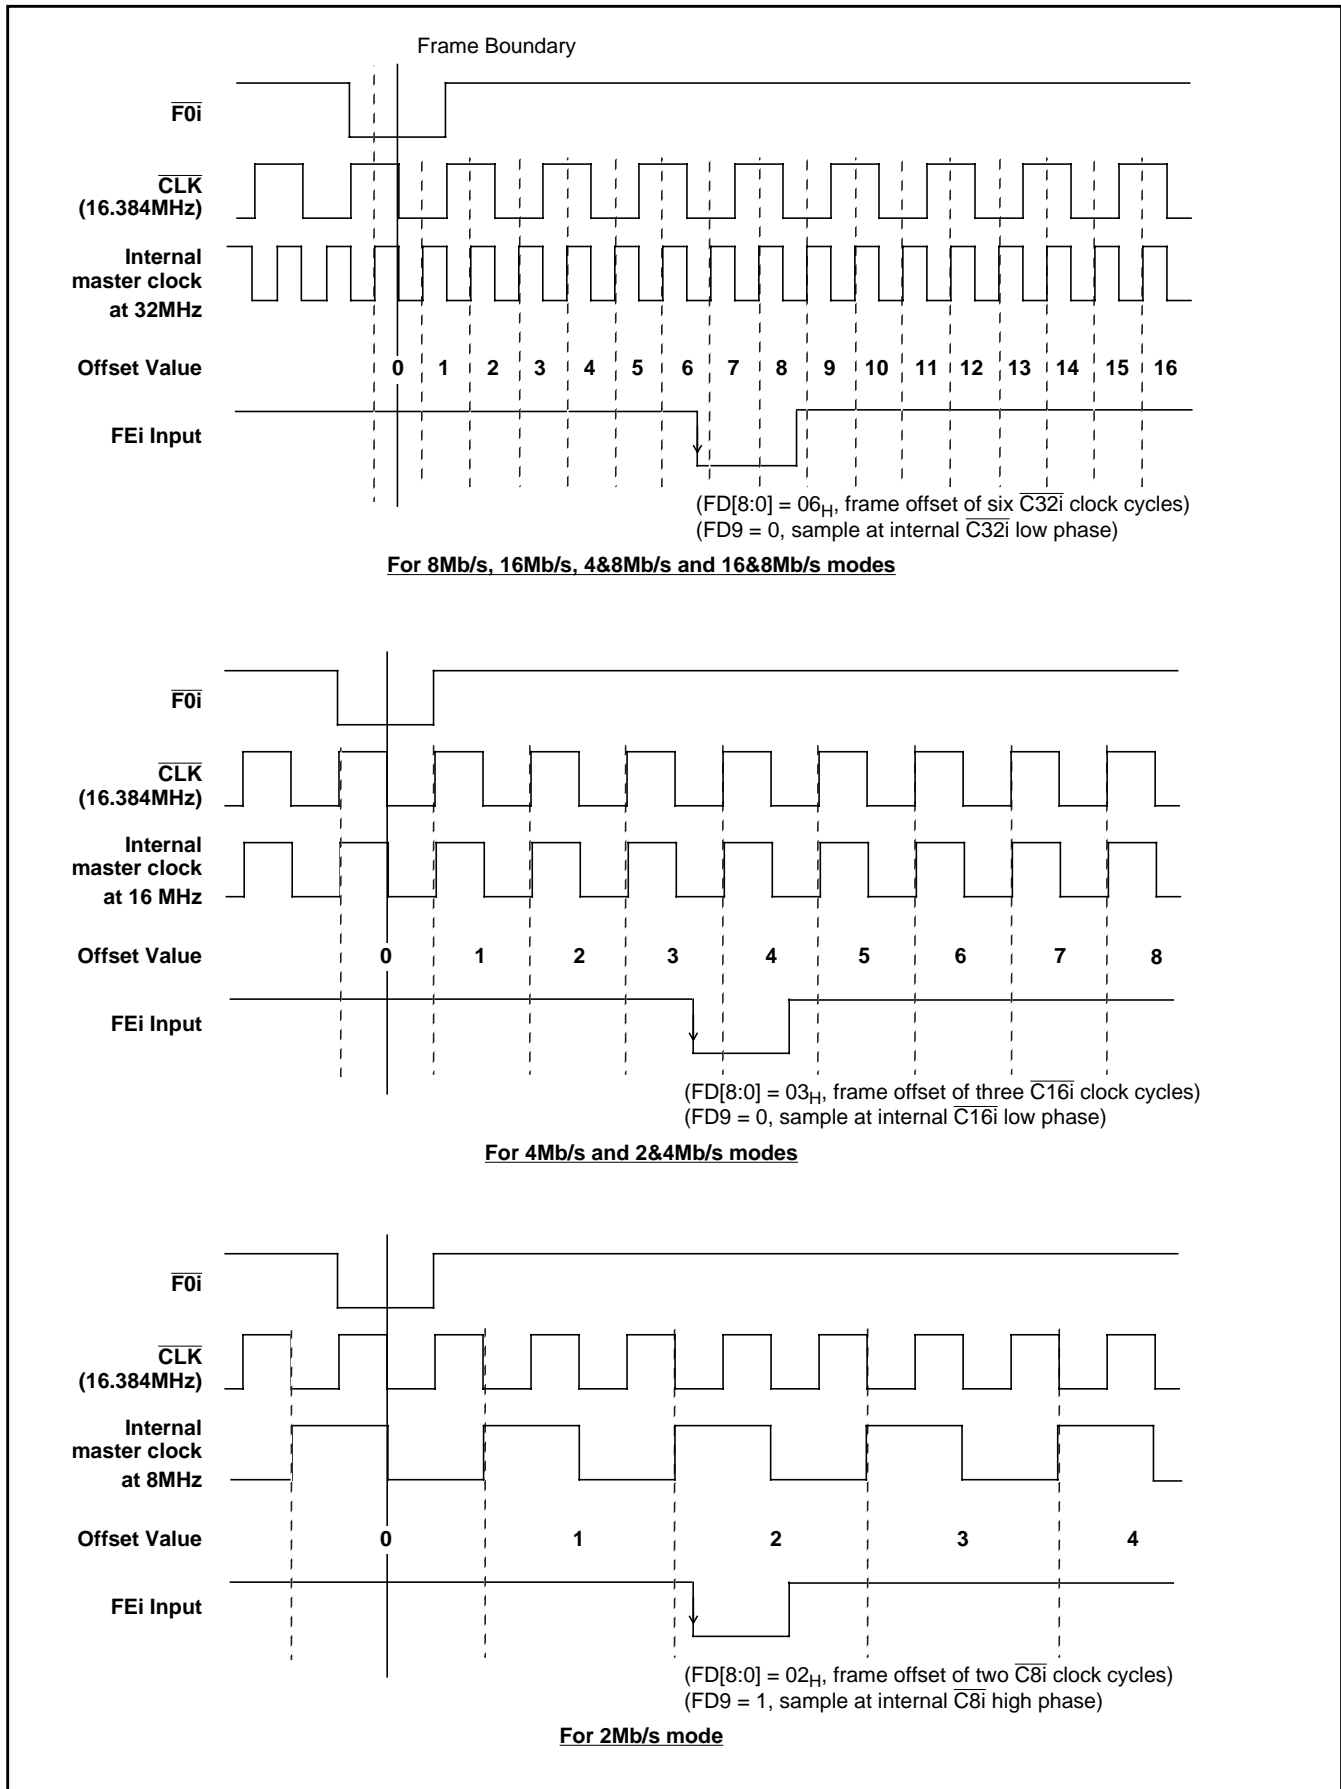 Frame Boundary
F0i
CLK
(16.384MHz)
Internal
master clock
at 32MHz
Offset Value 0 1 2 3 4 5 6 7 8 9 10 11 12 13 14 15 16
FEi Input
(FD[8:0] = 06H, frame offset of six C32i clock cycles)
(FD9 = 0, sample at internal C32i low phase)
For 8Mb/s, 16Mb/s, 4&8Mb/s and 16&8Mb/s modes
F0i
CLK
(16.384MHz)
Internal
master clock
at 16 MHz
Offset Value 0 1 2 3 4 5 6 7 8
FEi Input
(FD[8:0] = 03H, frame offset of three C16i clock cycles)
(FD9 = 0, sample at internal C16i low phase)
For 4Mb/s and 2&4Mb/s modes
F0i
CLK
(16.384MHz)
Internal
master clock
at 8MHz
Offset Value 0 1 2 3 4
FEi Input
(FD[8:0] = 02H, frame offset of two C8i clock cycles)
(FD9 = 1, sample at internal C8i high phase)
For 2Mb/s mode